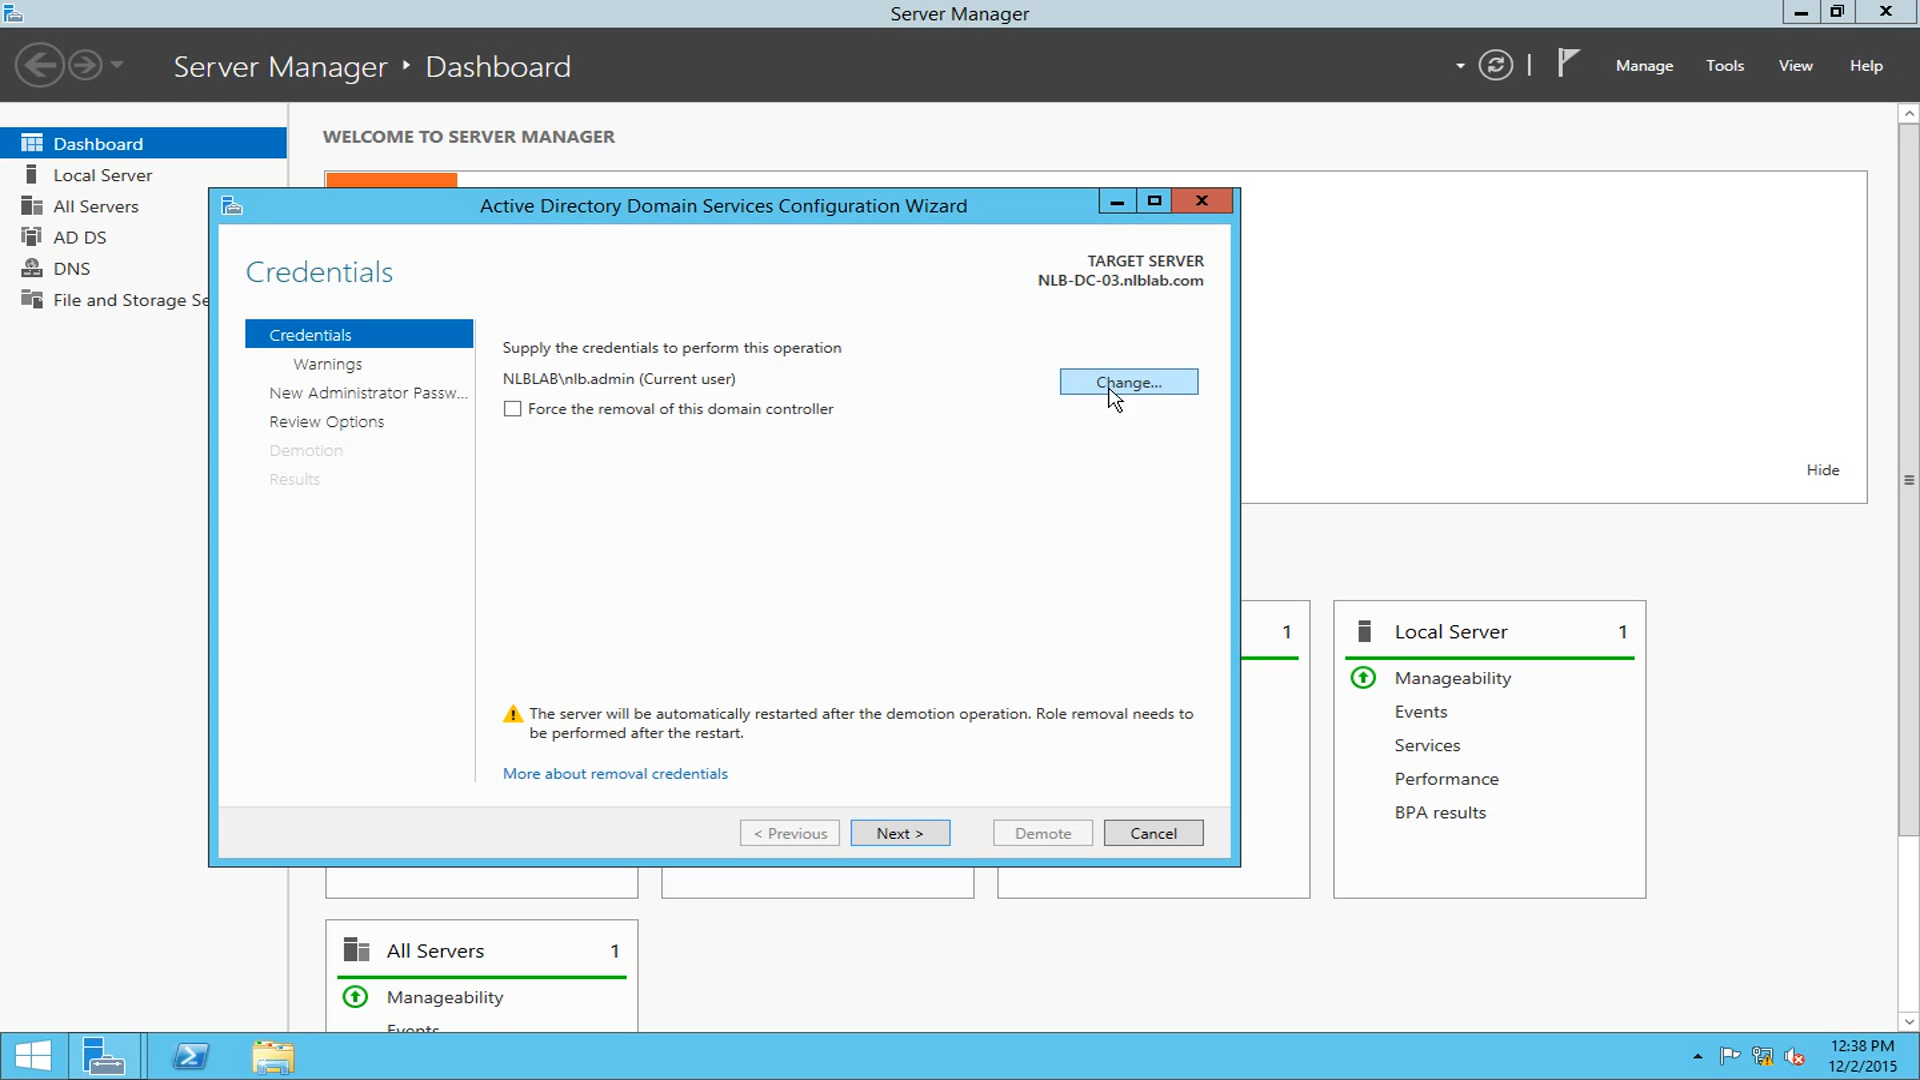 Server Manager
Server Manager ‣ Dashboard
Manage
Tools
View
Help
Dashboard
Local Server
All Servers
AD DS
DNS
File and Storage Se
WELCOME TO SERVER MANAGER
Active Directory Domain Services Configuration Wizard
Credentials
TARGET SERVER
NLB-DC-03.nlblab.com
Credentials
Warnings
New Administrator Passw...
Review Options
Demotion
Results
Supply the credentials to perform this operation
NLBLAB\nlb.admin (Current user)
Change...
Force the removal of this domain controller
The server will be automatically restarted after the demotion operation. Role removal needs to
be performed after the restart.
More about removal credentials
< Previous
Next >
Demote
Cancel
Hide
1
Local Server 1
Manageability
Events
Services
Performance
BPA results
All Servers 1
Manageability
Events
12:38 PM
12/2/2015